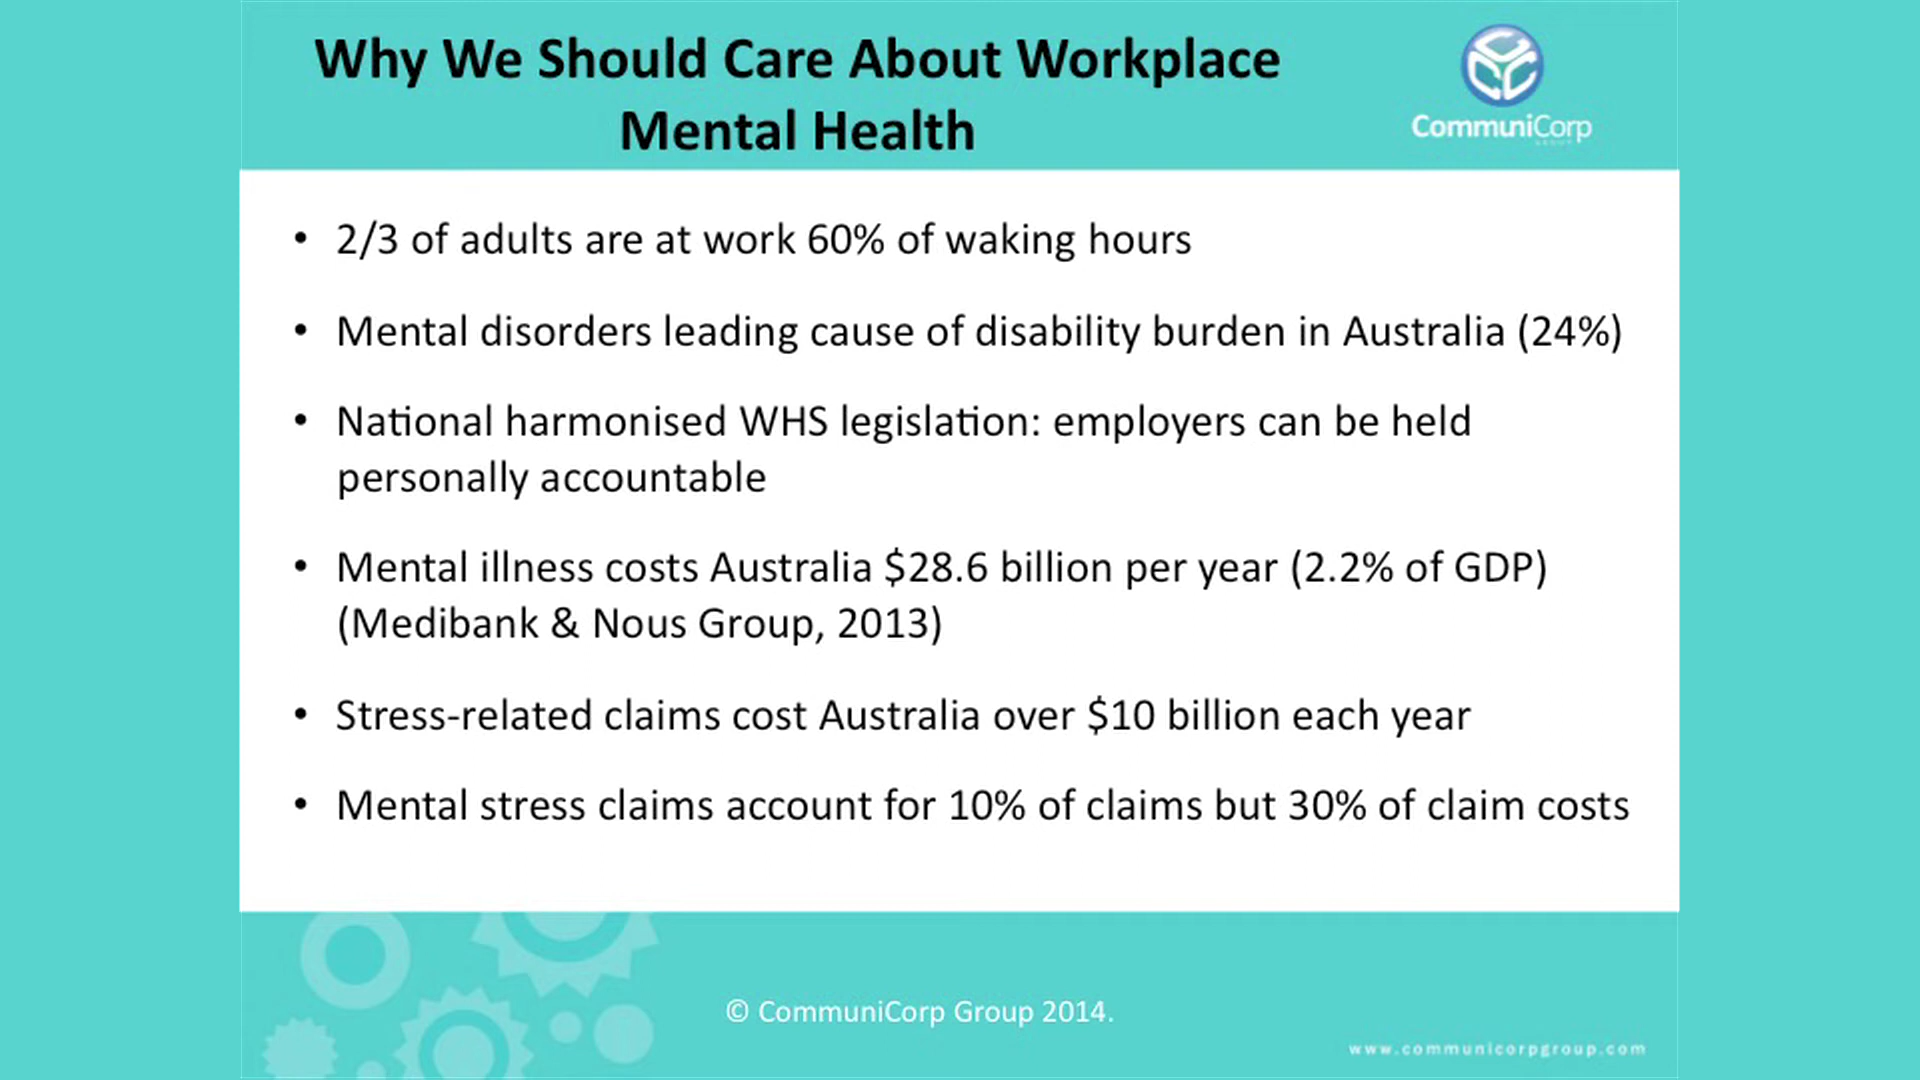 Why We Should Care About Workplace
Mental Health
CommuniCorp
GROUP
• 2/3 of adults are at work 60% of waking hours
• Mental disorders leading cause of disability burden in Australia (24%)
• National harmonised WHS legislation: employers can be held
personally accountable
• Mental illness costs Australia $28.6 billion per year (2.2% of GDP)
(Medibank & Nous Group, 2013)
• Stress-related claims cost Australia over $10 billion each year
• Mental stress claims account for 10% of claims but 30% of claim costs
© CommuniCorp Group 2014.
www.communicorpgroup.com